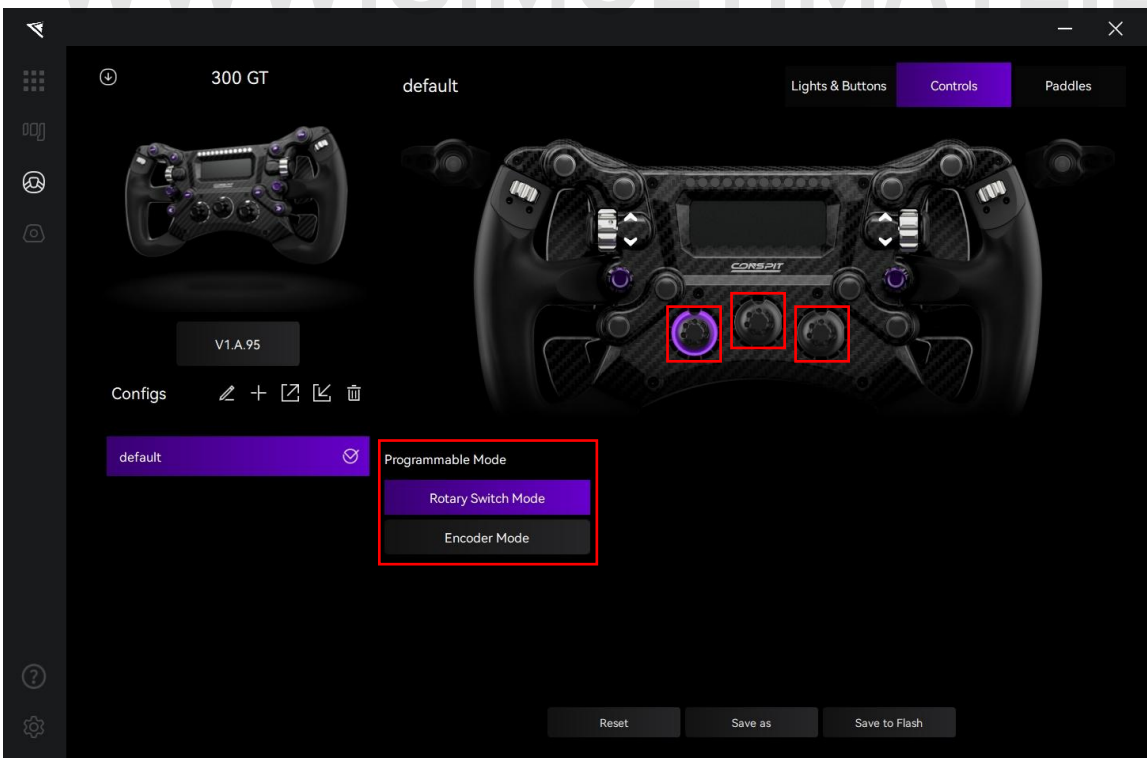 300 GT
default
Lights & Buttons
Controls
Paddles
CORSPIT
V1.A.95
Configs
default
Programmable Mode
Rotary Switch Mode
Encoder Mode
Reset
Save as
Save to Flash